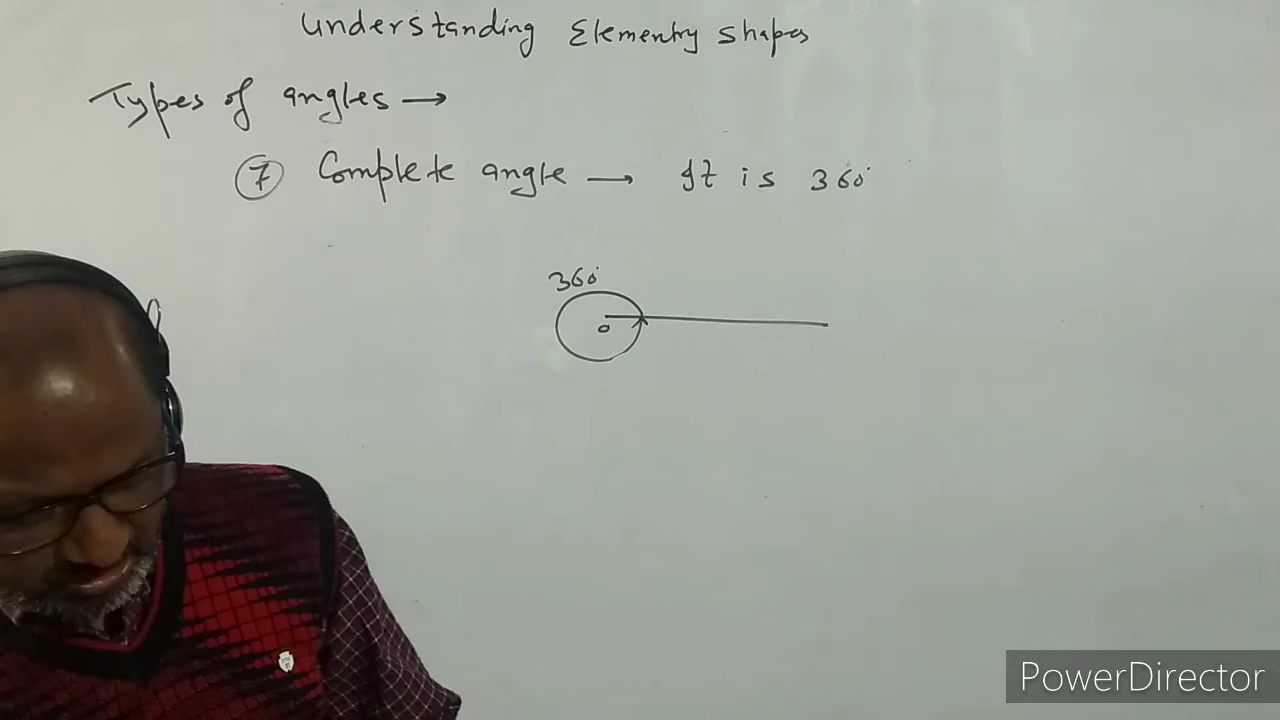 Understanding Elementry shapes
Types of angles →
⑦ Complete angle → It is 360°
360°
o
PowerDirector